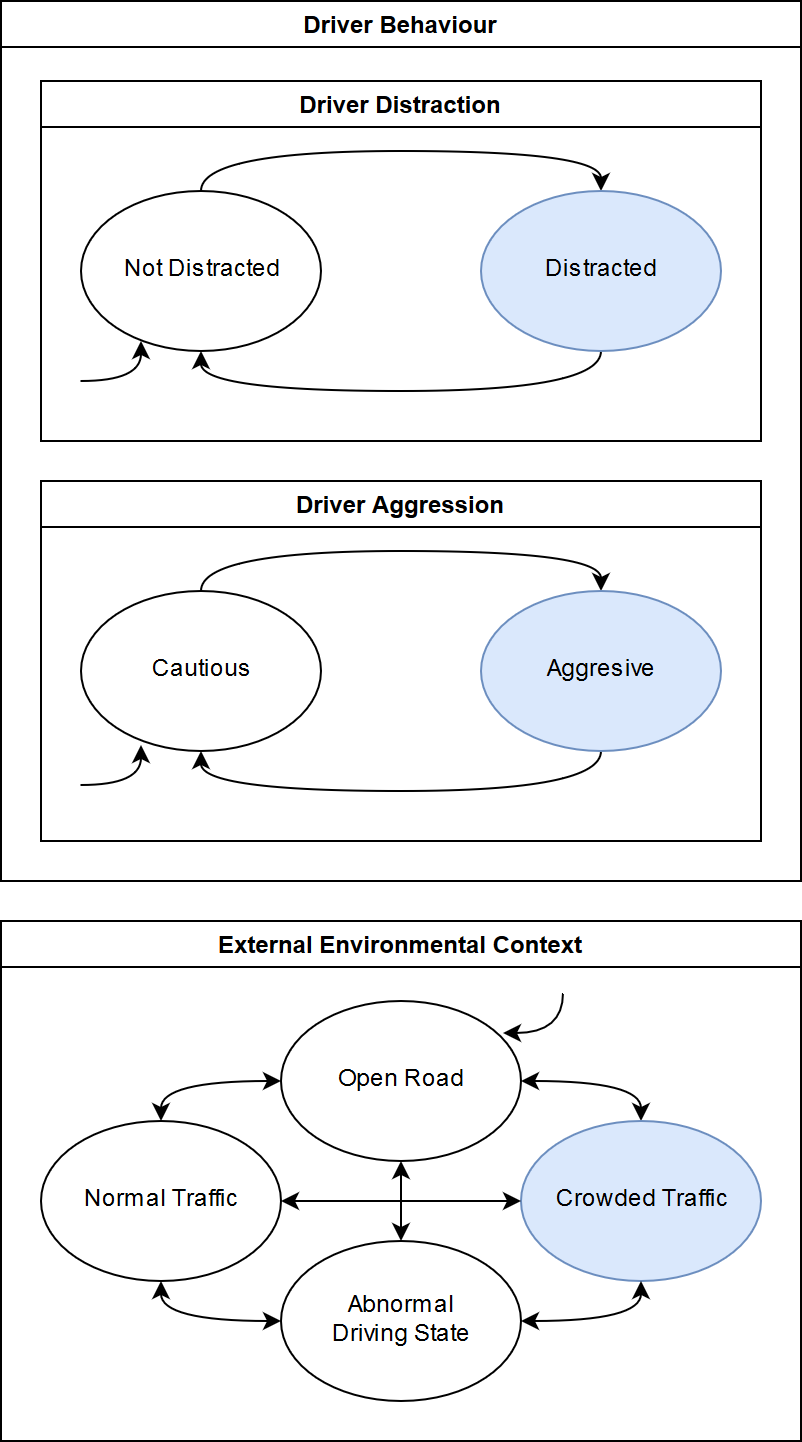 Driver Behaviour
Driver Distraction
Not Distracted
Distracted
Driver Aggression
Cautious
Aggresive
External Environmental Context
Open Road
Normal Traffic
Crowded Traffic
Abnormal
Driving State